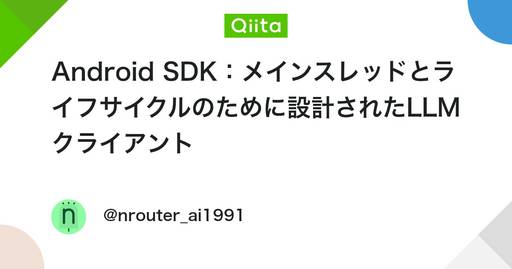 Qiita
Android SDK：メインスレッドとラ
イフサイクルのために設計されたLLM
クライアント
n
@nrouter_ai1991